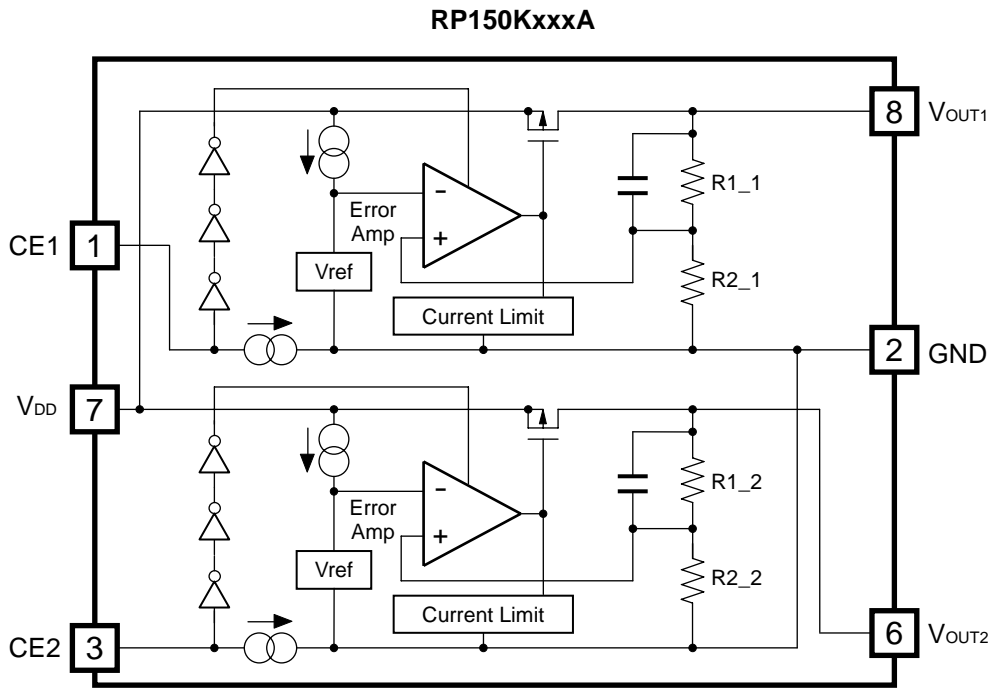 RP150KxxxA
8 VOUT1
R1_1
−
Error
Amp
+
CE1 1
Vref
R2_1
Current Limit
2 GND
VDD 7
R1_2
−
Error
Amp
+
Vref
R2_2
Current Limit
CE2 3
6 VOUT2